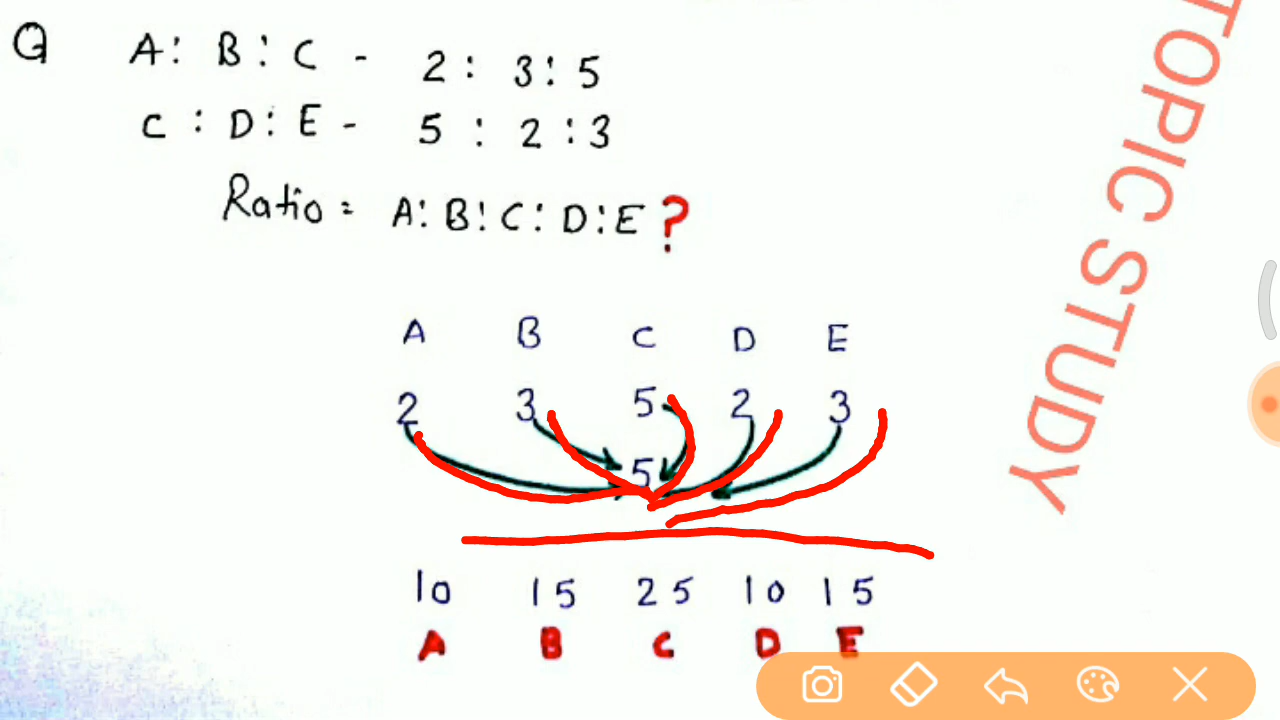 Q A : B : C - 2 : 3 : 5
C : D : E - 5 : 2 : 3
Ratio = A : B : C : D : E ?
A B C D E
2 3 5 2 3
5
10 15 25 10 15
A B C D E
TOPIC STUDY